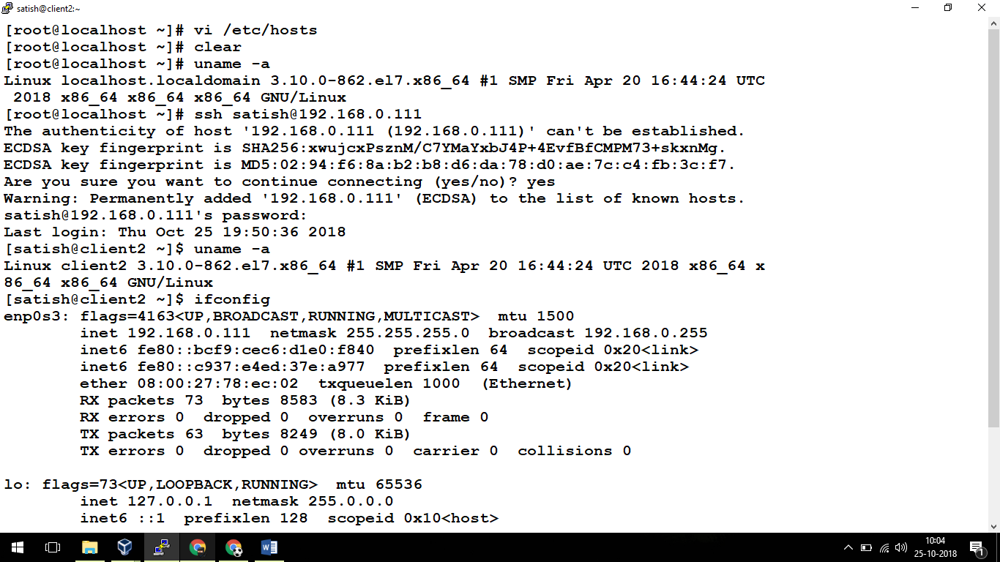 satish@client2:~
[root@localhost ~]# vi /etc/hosts
[root@localhost ~]# clear
[root@localhost ~]# uname -a
Linux localhost.localdomain 3.10.0-862.el7.x86_64 #1 SMP Fri Apr 20 16:44:24 UTC
 2018 x86_64 x86_64 x86_64 GNU/Linux
[root@localhost ~]# ssh satish@192.168.0.111
The authenticity of host '192.168.0.111 (192.168.0.111)' can't be established.
ECDSA key fingerprint is SHA256:xwujcxPsznM/C7YMaYxbJ4P+4EvfBfCMPM73+skxnMg.
ECDSA key fingerprint is MD5:02:94:f6:8a:b2:b8:d6:da:78:d0:ae:7c:c4:fb:3c:f7.
Are you sure you want to continue connecting (yes/no)? yes
Warning: Permanently added '192.168.0.111' (ECDSA) to the list of known hosts.
satish@192.168.0.111's password:
Last login: Thu Oct 25 19:50:36 2018
[satish@client2 ~]$ uname -a
Linux client2 3.10.0-862.el7.x86_64 #1 SMP Fri Apr 20 16:44:24 UTC 2018 x86_64 x
86_64 x86_64 GNU/Linux
[satish@client2 ~]$ ifconfig
enp0s3: flags=4163<UP,BROADCAST,RUNNING,MULTICAST>  mtu 1500
        inet 192.168.0.111  netmask 255.255.255.0  broadcast 192.168.0.255
        inet6 fe80::bcf9:cec6:d1e0:f840  prefixlen 64  scopeid 0x20<link>
        inet6 fe80::c937:e4ed:37e:a977  prefixlen 64  scopeid 0x20<link>
        ether 08:00:27:78:ec:02  txqueuelen 1000  (Ethernet)
        RX packets 73  bytes 8583 (8.3 KiB)
        RX errors 0  dropped 0  overruns 0  frame 0
        TX packets 63  bytes 8249 (8.0 KiB)
        TX errors 0  dropped 0 overruns 0  carrier 0  collisions 0

lo: flags=73<UP,LOOPBACK,RUNNING>  mtu 65536
        inet 127.0.0.1  netmask 255.0.0.0
        inet6 ::1  prefixlen 128  scopeid 0x10<host>
10:04
25-10-2018
1